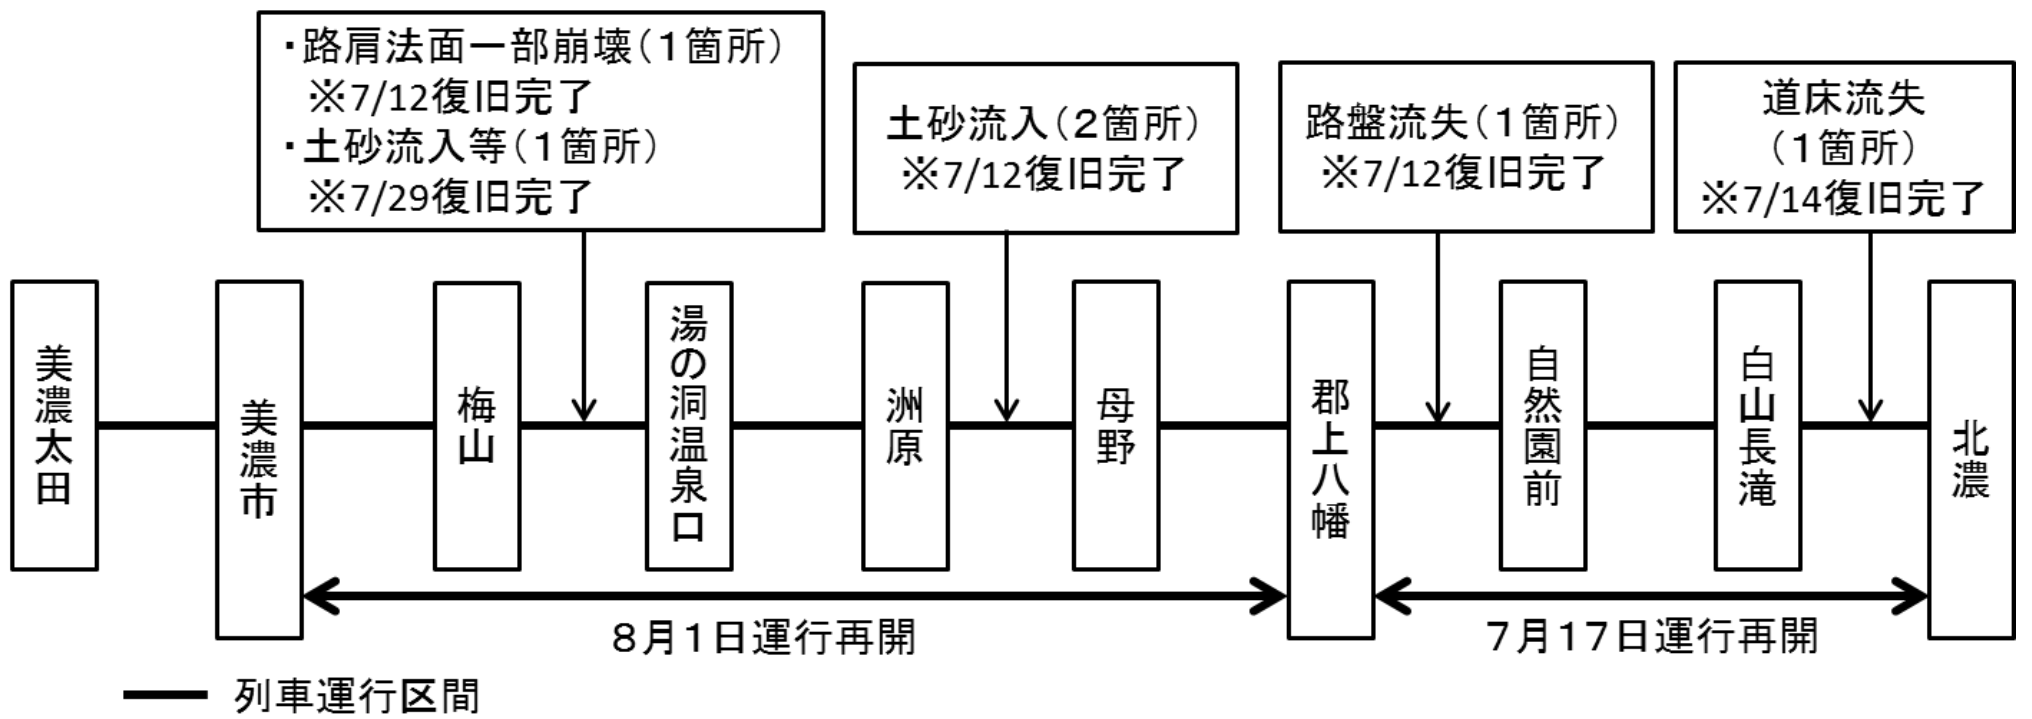 ・路肩法面一部崩壊（１箇所）
※7/12復旧完了
・土砂流入等（１箇所）
※7/29復旧完了
土砂流入（２箇所）
※7/12復旧完了
路盤流失（１箇所）
※7/12復旧完了
道床流失
（１箇所）
※7/14復旧完了
美濃太田
美濃市
梅山
湯の洞温泉口
洲原
母野
郡上八幡
自然園前
白山長滝
北濃
８月１日運行再開
７月１７日運行再開
列車運行区間